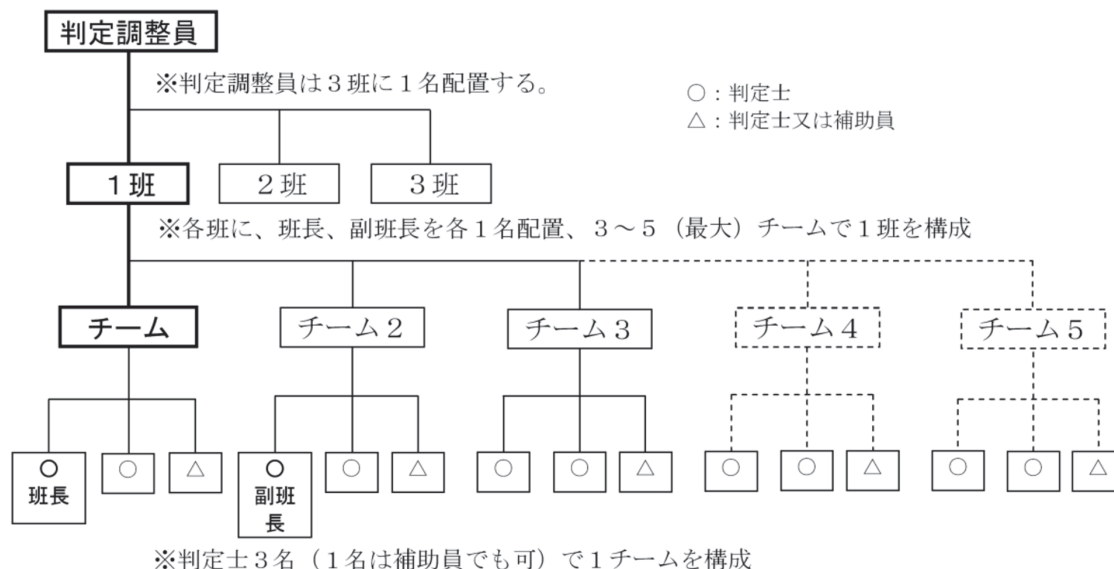 判定調整員
※判定調整員は３班に１名配置する。
○：判定士
△：判定士又は補助員
１班
２班
３班
※各班に、班長、副班長を各１名配置、３～５（最大）チームで１班を構成
チーム
チーム２
チーム３
チーム４
チーム５
○
班長
○
△
○
副班
長
○
△
○
○
△
○
○
△
○
○
△
※判定士３名（１名は補助員でも可）で１チームを構成